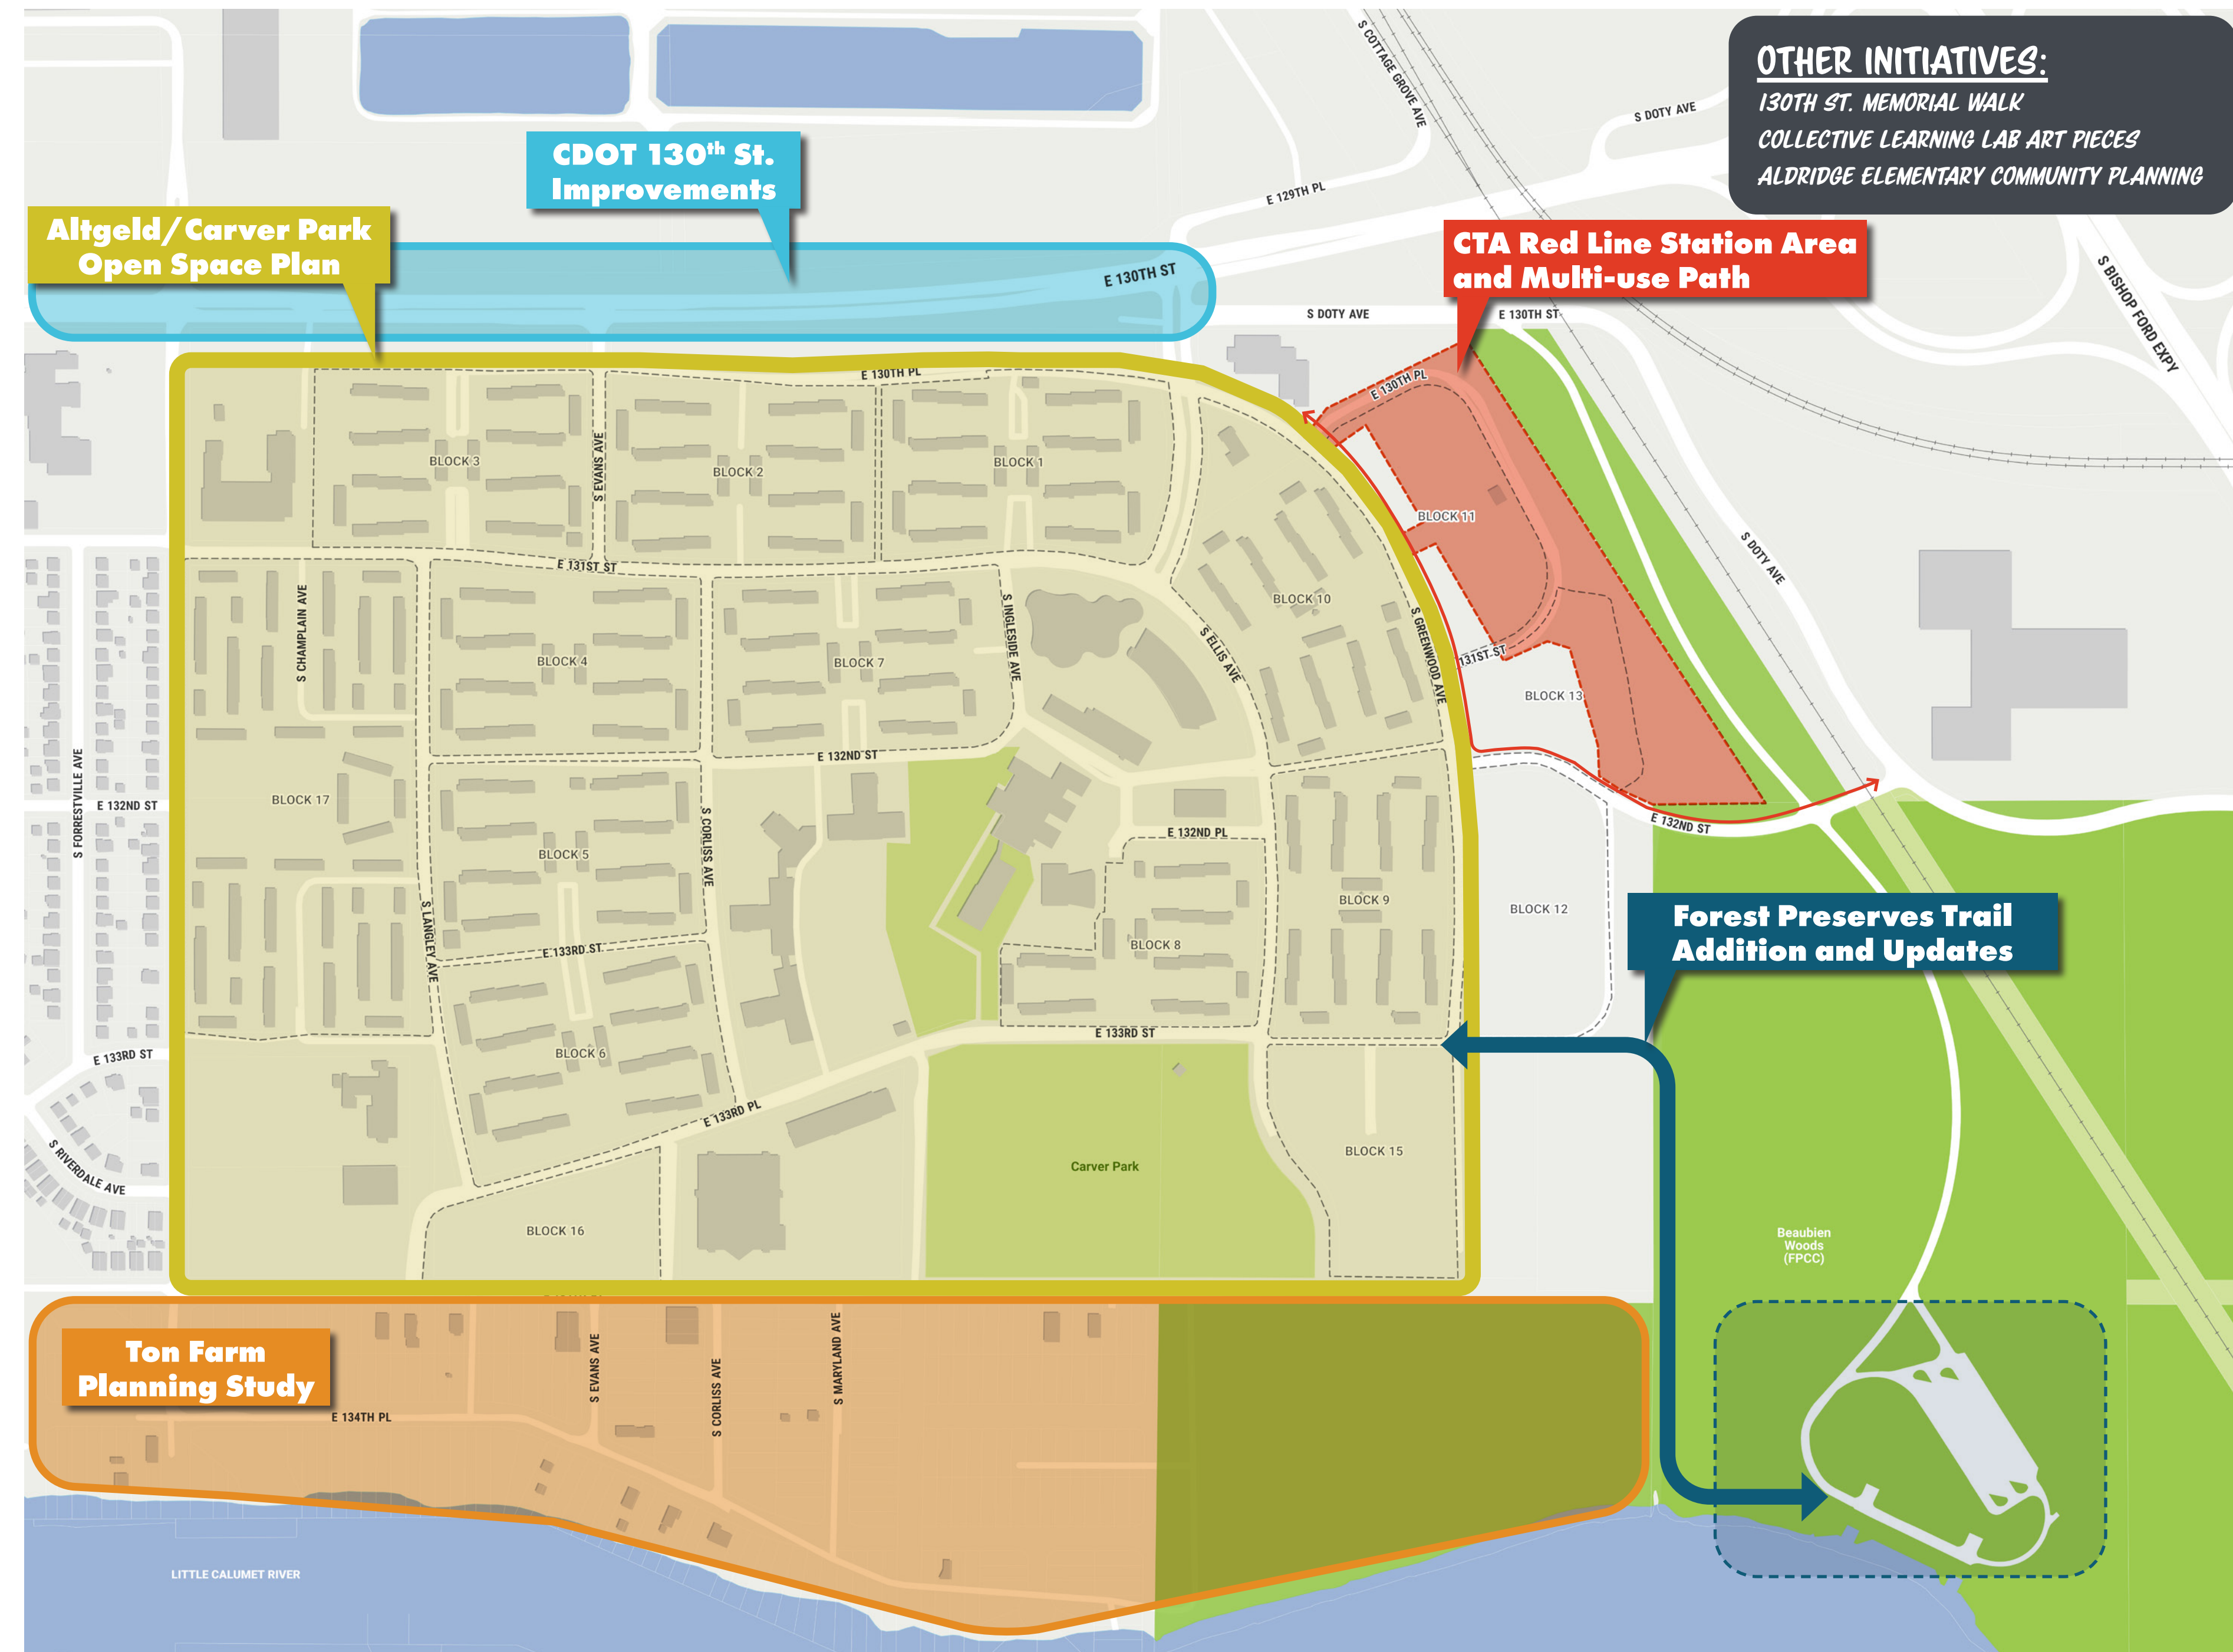 S COTTAGE GROVE AVE
S DOTY AVE
OTHER INITIATIVES:
130TH ST. MEMORIAL WALK
COLLECTIVE LEARNING LAB ART PIECES
ALDRIDGE ELEMENTARY COMMUNITY PLANNING
CDOT 130th St.
Improvements
E 129TH PL
Altgeld/Carver Park
Open Space Plan
CTA Red Line Station Area
and Multi-use Path
E 130TH ST
S DOTY AVE
E 130TH ST
S BISHOP FORD EXPY
E 130TH PL
E 130TH PL
BLOCK 3
S EVANS AVE
BLOCK 2
BLOCK 1
BLOCK 11
S DOTY AVE
E 131ST ST
S CHAMPLAIN AVE
BLOCK 4
BLOCK 7
S INGLESIDE AVE
S ELLIS AVE
BLOCK 10
S GREENWOOD AVE
131ST ST
BLOCK 13
E 132ND ST
S FORRESTVILLE AVE
E 132ND ST
BLOCK 17
S CORLISS AVE
BLOCK 5
E 132ND PL
E 132ND ST
BLOCK 9
BLOCK 12
Forest Preserves Trail
Addition and Updates
S LANGLEY AVE
E 133RD ST
BLOCK 8
E 133RD ST
E 133RD ST
BLOCK 6
E 133RD PL
S RIVERDALE AVE
Carver Park
BLOCK 15
BLOCK 16
Beaubien
Woods
(FPCC)
Ton Farm
Planning Study
E 134TH PL
S EVANS AVE
S CORLISS AVE
S MARYLAND AVE
LITTLE CALUMET RIVER